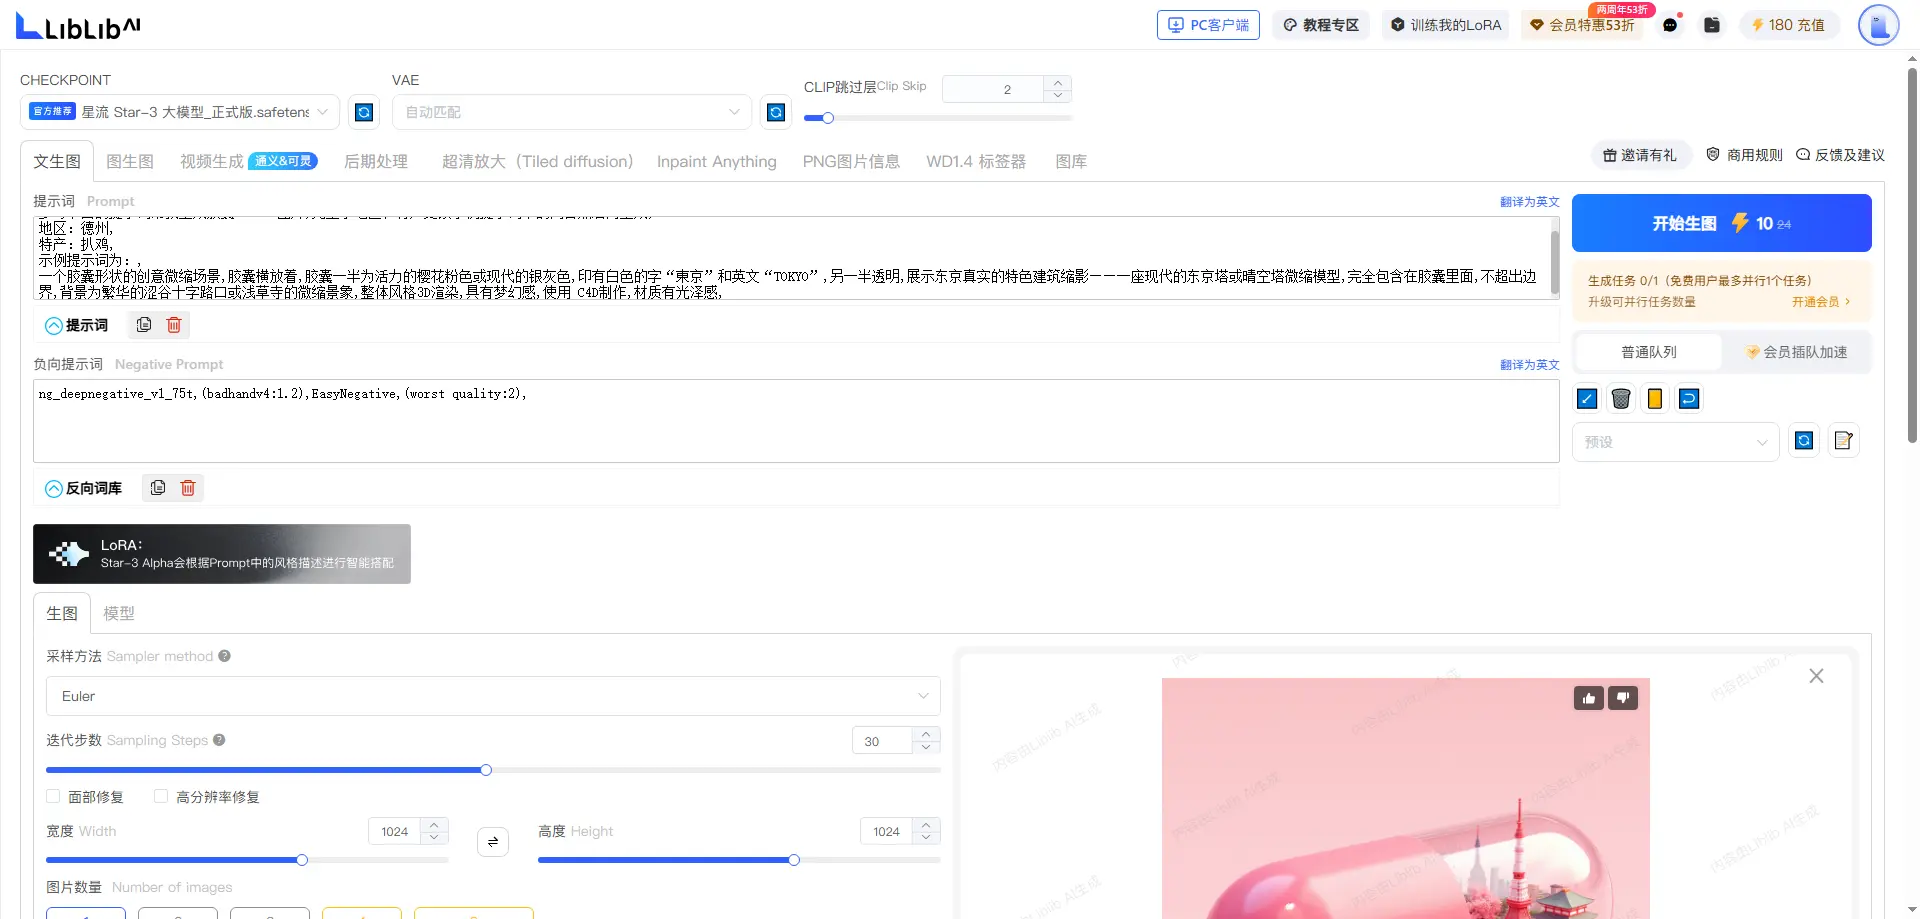 LIBLIBAI
PC客户端
教程专区
训练我的LoRA
会员特惠53折
两周年53折
180 充值
CHECKPOINT
VAE
CLIP跳过层Clip Skip
2
官方推荐 星流 Star-3 大模型_正式版.safetens
自动匹配
文生图
图生图
视频生成 通义&可灵
后期处理
超清放大（Tiled diffusion）
Inpaint Anything
PNG图片信息
WD1.4 标签器
图库
邀请有礼
商用规则
反馈及建议
提示词 Prompt
翻译为英文
地区：德州,
特产：扒鸡,
示例提示词为：,
一个胶囊形状的创意微缩场景,胶囊横放着,胶囊一半为活力的樱花粉色或现代的银灰色,印有白色的字“東京”和英文“TOKYO”,另一半透明,展示东京真实的特色建筑缩影———座现代的东京塔或晴空塔微缩模型,完全包含在胶囊里面,不超出边
界,背景为繁华的涩谷十字路口或浅草寺的微缩景象,整体风格3D渲染,具有梦幻感,使用 C4D制作,材质有光泽感,
开始生图 10 24
生成任务 0/1（免费用户最多并行1个任务）
升级可并行任务数量
开通会员
提示词
普通队列
会员插队加速
负向提示词 Negative Prompt
翻译为英文
ng_deepnegative_v1_75t,(badhandv4:1.2),EasyNegative,(worst quality:2),
预设
反向词库
LoRA：
Star-3 Alpha会根据Prompt中的风格描述进行智能搭配
生图
模型
采样方法 Sampler method
Euler
迭代步数 Sampling Steps
30
面部修复
高分辨率修复
宽度 Width
1024
高度 Height
1024
图片数量 Number of images
内容由Liblib AI生成